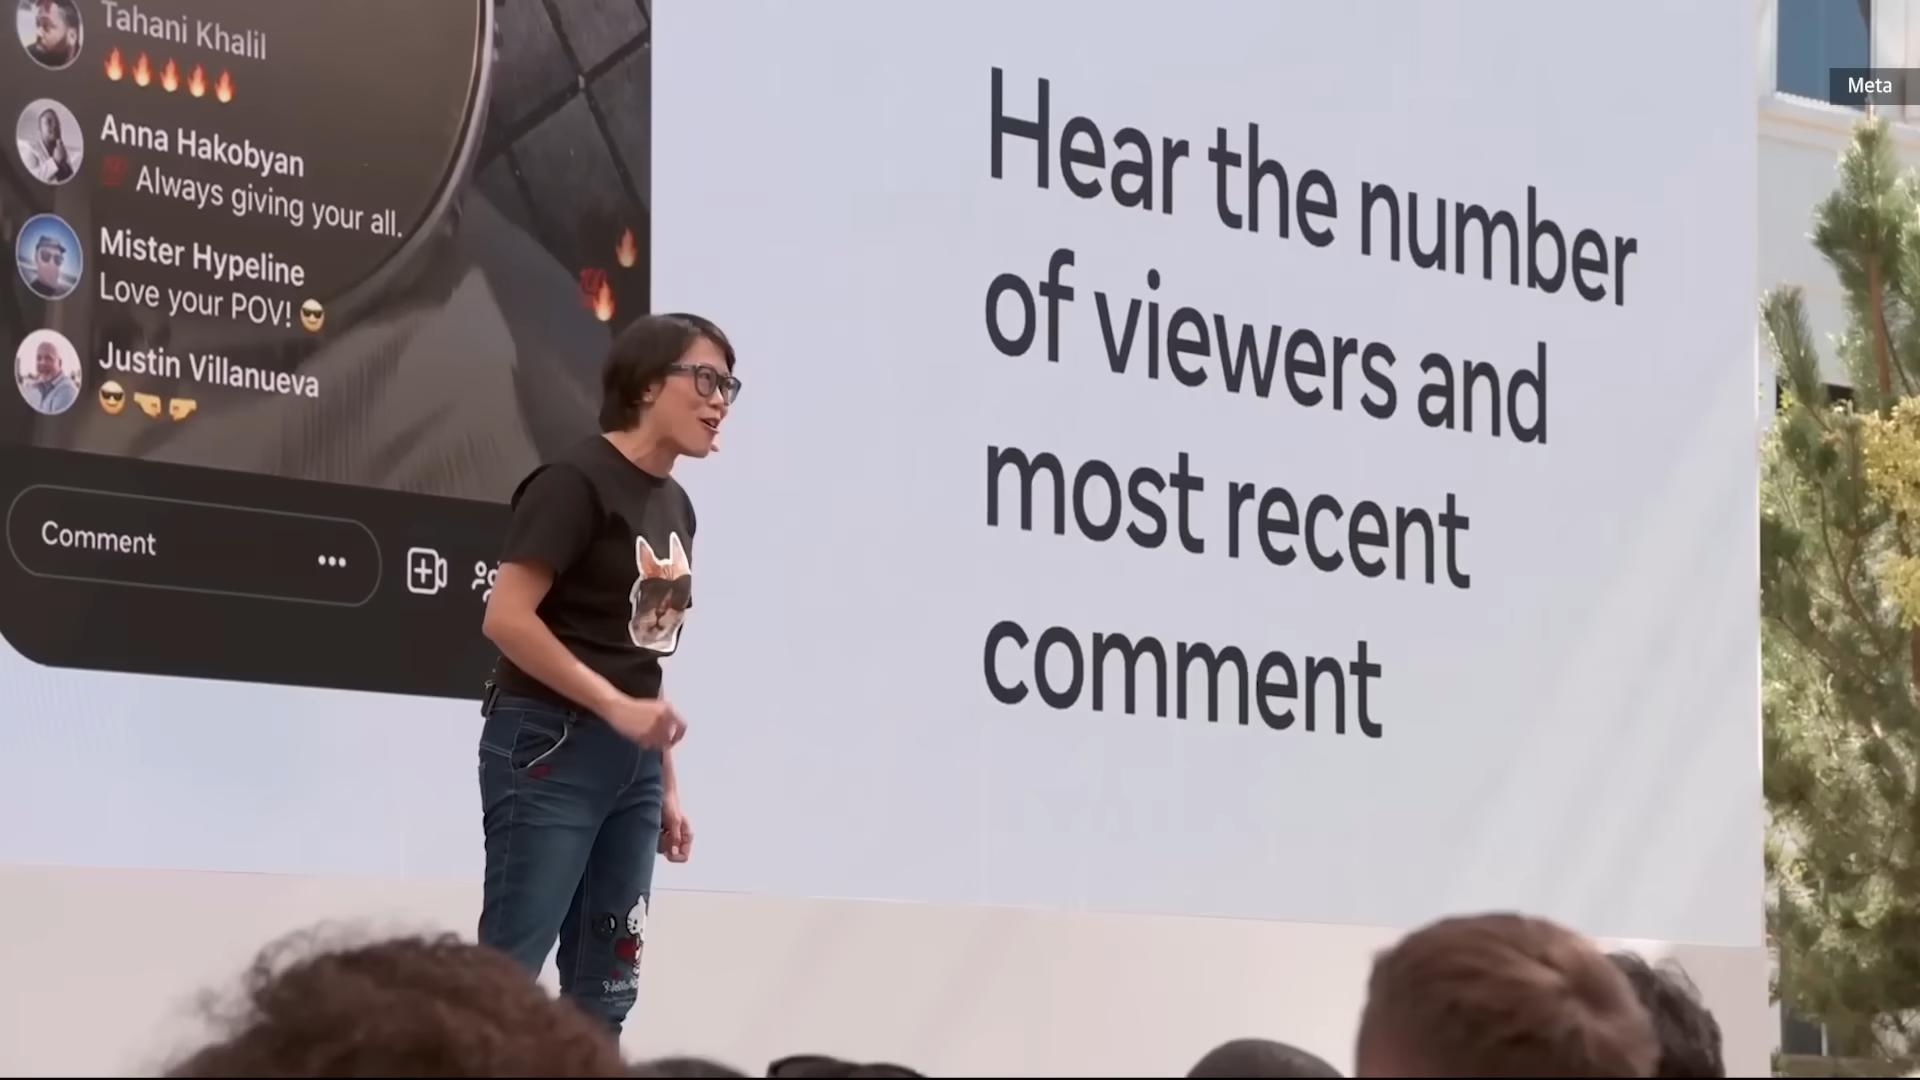 Tahani Khalil
🔥🔥🔥🔥🔥
Anna Hakobyan
💯 Always giving your all.
Mister Hypeline
Love your POV! 😎
Justin Villanueva
😎🤜🤛
Comment
Hear the number
of viewers and
most recent
comment
Meta